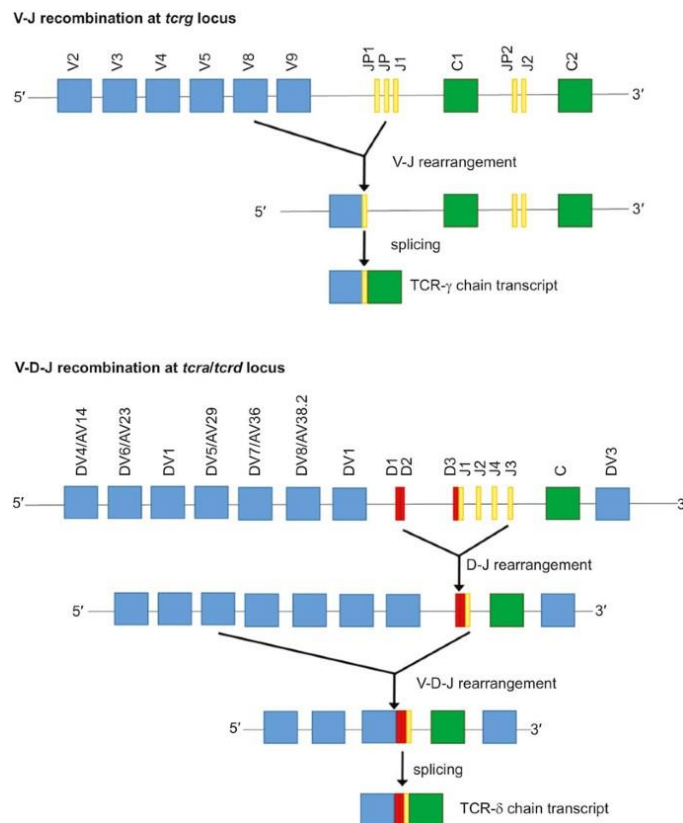 V-J recombination at tcrg locus
V2 V3 V4 V5 V8 V9 JP1 JP J1 C1 JP2 J2 C2
5′ 3′
V-J rearrangement
5′ 3′
splicing
TCR-γ chain transcript
V-D-J recombination at tcra/tcrd locus
DV4/AV14 DV6/AV23 DV1 DV5/AV29 DV7/AV36 DV8/AV38.2 DV1 D1 D2 D3 J1 J2 J4 J3 C DV3
5′ 3′
D-J rearrangement
5′ 3′
V-D-J rearrangement
5′ 3′
splicing
TCR-δ chain transcript